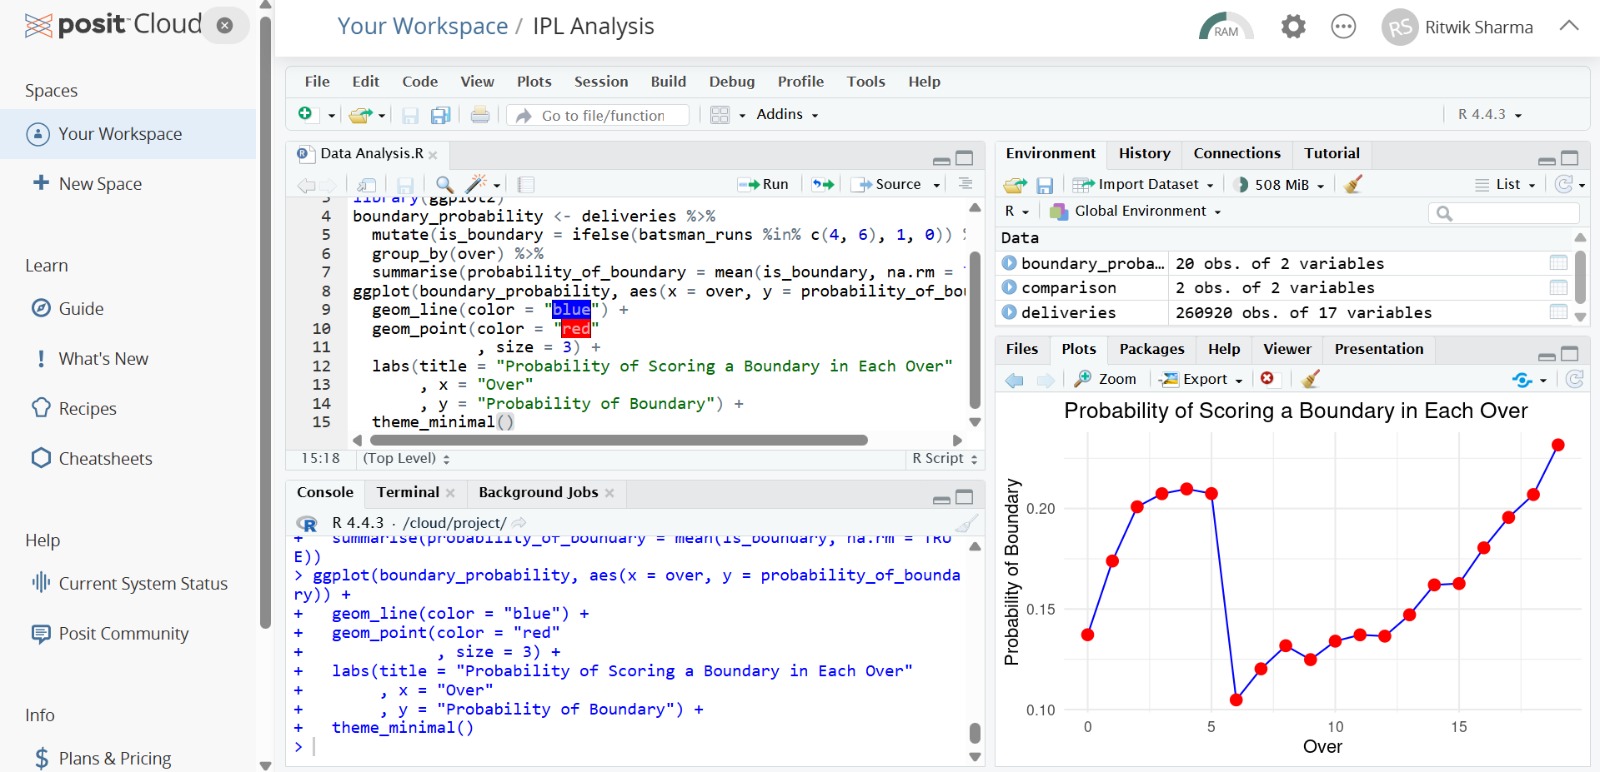 posit Cloud
Your Workspace / IPL Analysis
RAM
RS
Ritwik Sharma
Spaces
Your Workspace
New Space
Learn
Guide
What's New
Recipes
Cheatsheets
Help
Current System Status
Posit Community
Info
Plans & Pricing
File Edit Code View Plots Session Build Debug Profile Tools Help
Go to file/function
Addins
R 4.4.3
Data Analysis.R
Run
Source
3 library(ggplot2)
4 boundary_probability <- deliveries %>%
5 mutate(is_boundary = ifelse(batsman_runs %in% c(4, 6), 1, 0))
6 group_by(over) %>%
7 summarise(probability_of_boundary = mean(is_boundary, na.rm =
8 ggplot(boundary_probability, aes(x = over, y = probability_of_bou
9 geom_line(color = "blue") +
10 geom_point(color = "red"
11 , size = 3) +
12 labs(title = "Probability of Scoring a Boundary in Each Over"
13 , x = "Over"
14 , y = "Probability of Boundary") +
15 theme_minimal()
15:18 (Top Level) R Script
Console Terminal Background Jobs
R 4.4.3 · /cloud/project/
+ summarise(probability_of_boundary = mean(is_boundary, na.rm = TRU
E))
> ggplot(boundary_probability, aes(x = over, y = probability_of_bounda
ry)) +
+ geom_line(color = "blue") +
+ geom_point(color = "red"
+ , size = 3) +
+ labs(title = "Probability of Scoring a Boundary in Each Over"
+ , x = "Over"
+ , y = "Probability of Boundary") +
+ theme_minimal()
>
Environment History Connections Tutorial
Import Dataset 508 MiB List
R Global Environment
Data
boundary_proba… 20 obs. of 2 variables
comparison 2 obs. of 2 variables
deliveries 260920 obs. of 17 variables
Files Plots Packages Help Viewer Presentation
Zoom Export
Probability of Scoring a Boundary in Each Over
Probability of Boundary
0.20
0.15
0.10
0 5 10 15
Over